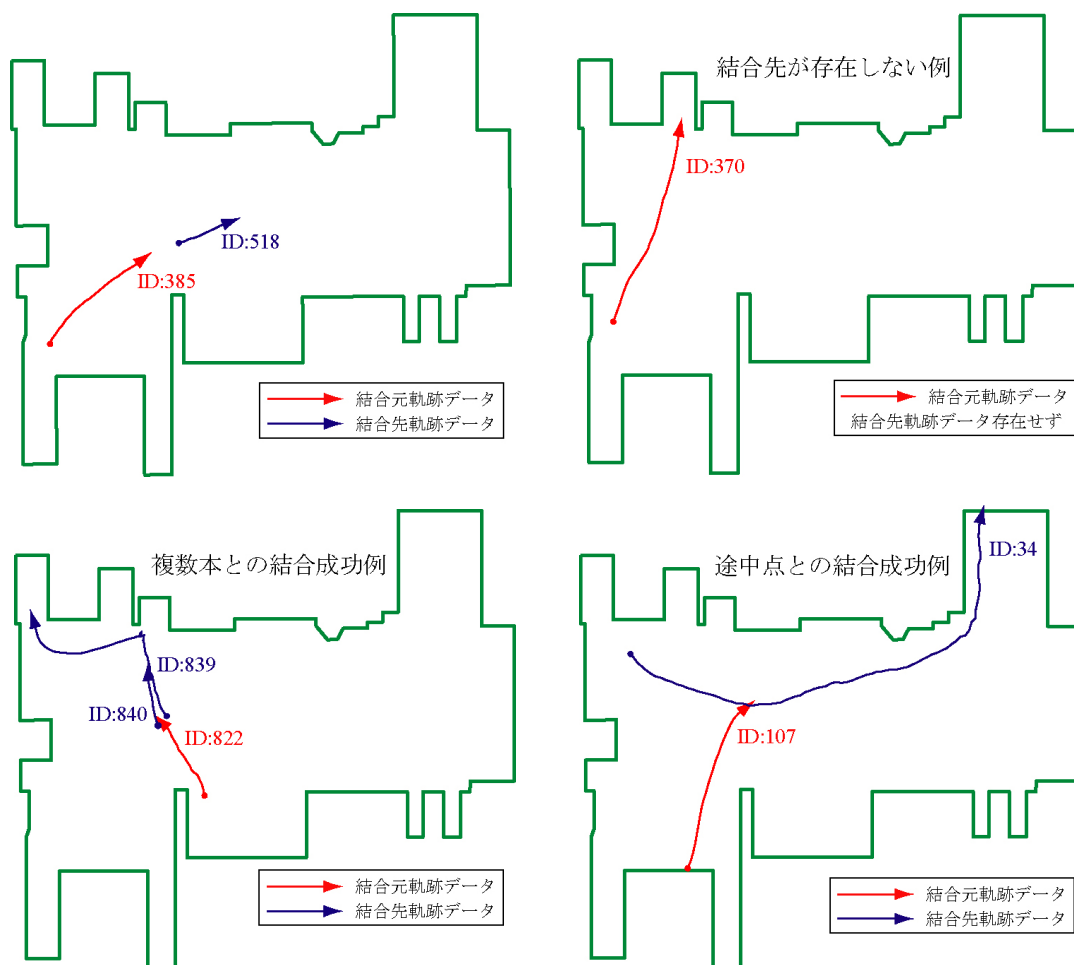 ID:518
ID:385
結合元軌跡データ
結合先軌跡データ
結合先が存在しない例
ID:370
結合元軌跡データ
結合先軌跡データ存在せず
複数本との結合成功例
ID:839
ID:840
ID:822
結合元軌跡データ
結合先軌跡データ
途中点との結合成功例
ID:34
ID:107
結合元軌跡データ
結合先軌跡データ